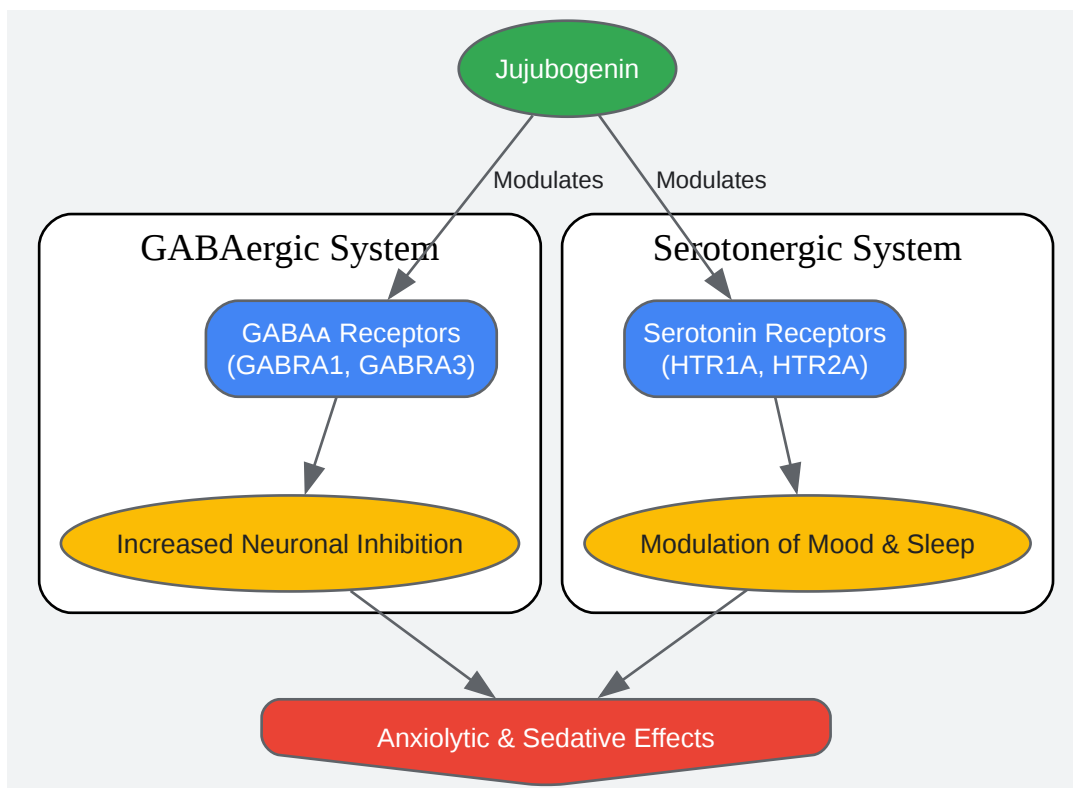 Jujubogenin
Modulates
Modulates
GABAergic System
Serotonergic System
GABAᴀ Receptors
(GABRA1, GABRA3)
Serotonin Receptors
(HTR1A, HTR2A)
Increased Neuronal Inhibition
Modulation of Mood & Sleep
Anxiolytic & Sedative Effects